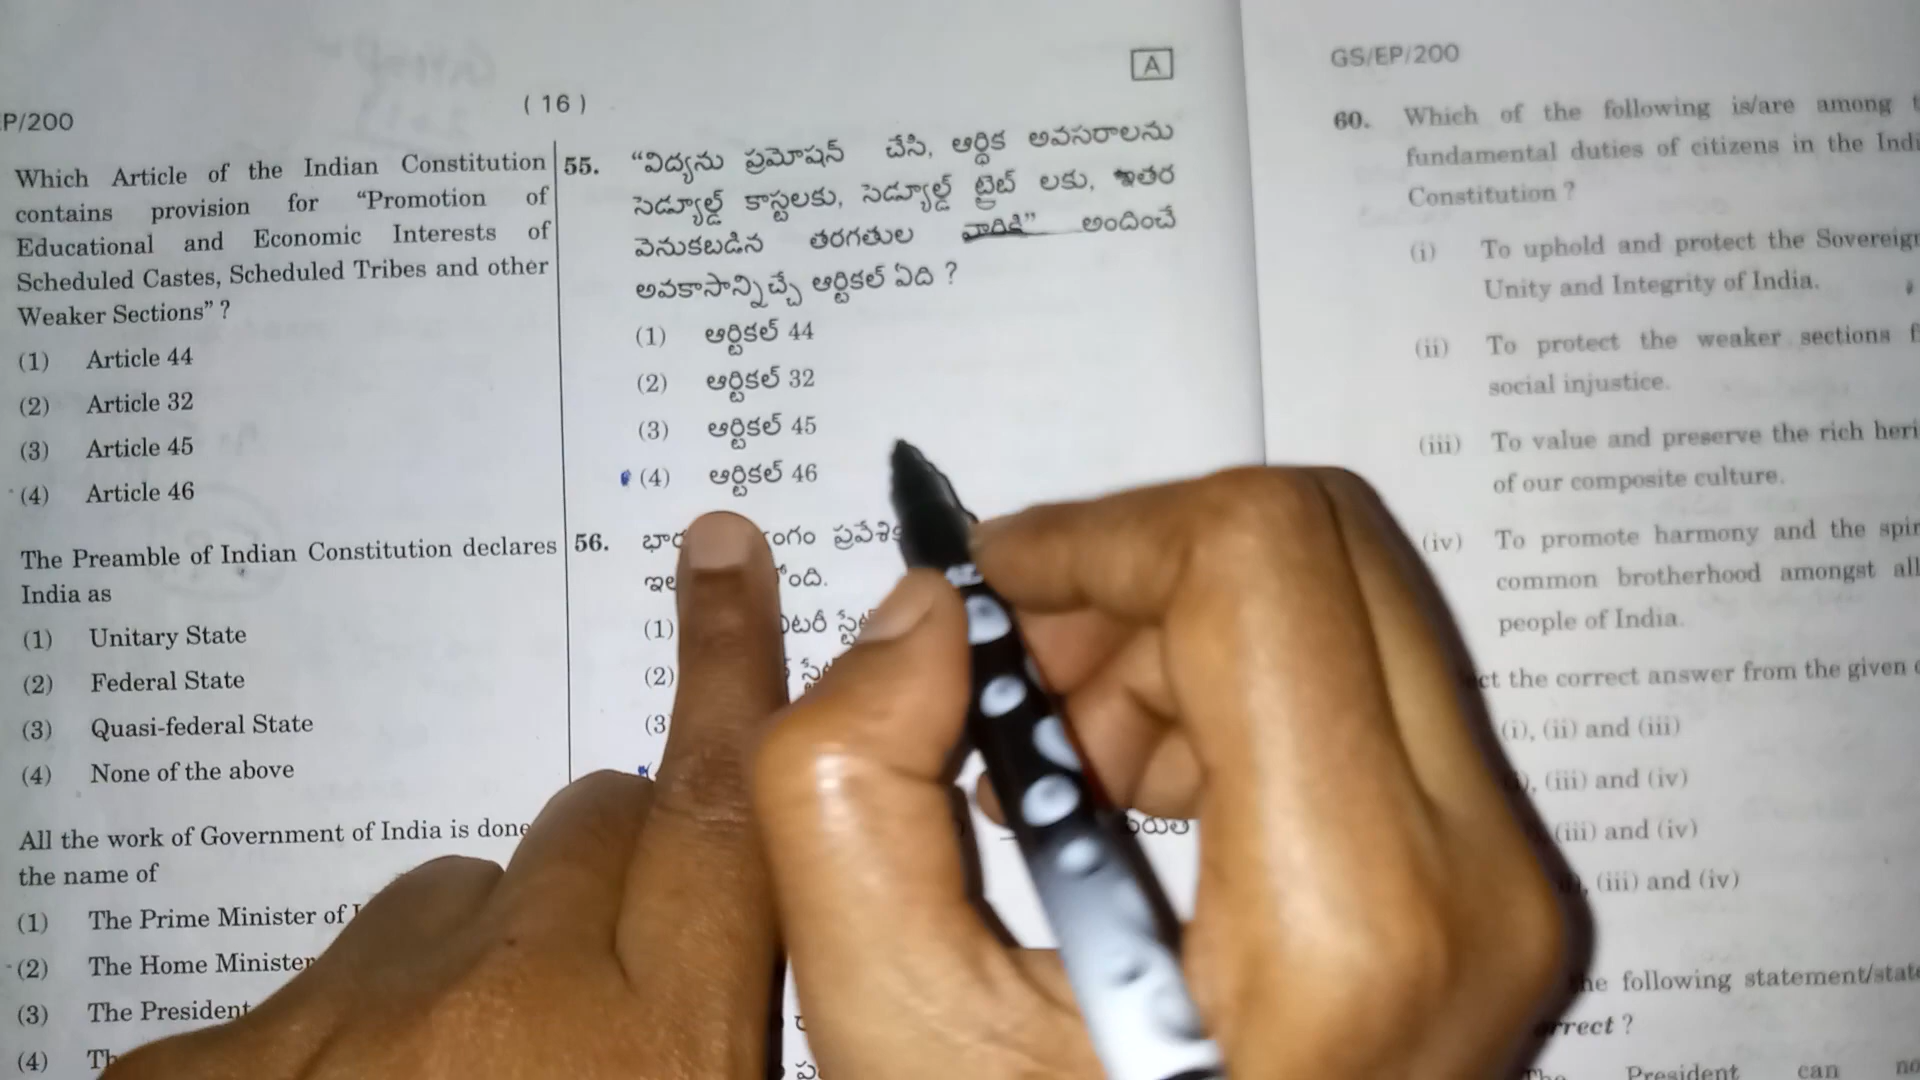 P/200
( 16 )
A
Which Article of the Indian Constitution
contains provision for “Promotion of
Educational and Economic Interests of
Scheduled Castes, Scheduled Tribes and other
Weaker Sections” ?
(1) Article 44
(2) Article 32
(3) Article 45
(4) Article 46
The Preamble of Indian Constitution declares
India as
(1) Unitary State
(2) Federal State
(3) Quasi-federal State
(4) None of the above
All the work of Government of India is done
the name of
(1) The Prime Minister of
(2) The Home Minister
(3) The President
(4)
55. “విద్యను ప్రమోషన్ చేసి, ఆర్థిక అవసరాలను
సెడ్యూల్డ్ కాస్టలకు, సెడ్యూల్డ్ ట్రైబ్ లకు, ఇతర
వెనుకబడిన తరగతుల వారికి” అందించే
అవకాసాన్నిచ్చే ఆర్టికల్ ఏది ?
(1) ఆర్టికల్ 44
(2) ఆర్టికల్ 32
(3) ఆర్టికల్ 45
(4) ఆర్టికల్ 46
56.
(1)
(2)
(3)
GS/EP/200
60. Which of the following is/are among
fundamental duties of citizens in the
Constitution ?
(i) To uphold and protect the
Unity and Integrity of India.
(ii) To protect the weaker sections
social injustice.
(iii) To value and preserve the rich
of our composite culture.
(iv) To promote harmony and the
common brotherhood amongst all
people of India.
the correct answer from the given
(i), (ii) and (iii)
(iii) and (iv)
(iii) and (iv)
(iii) and (iv)
following
?
President can